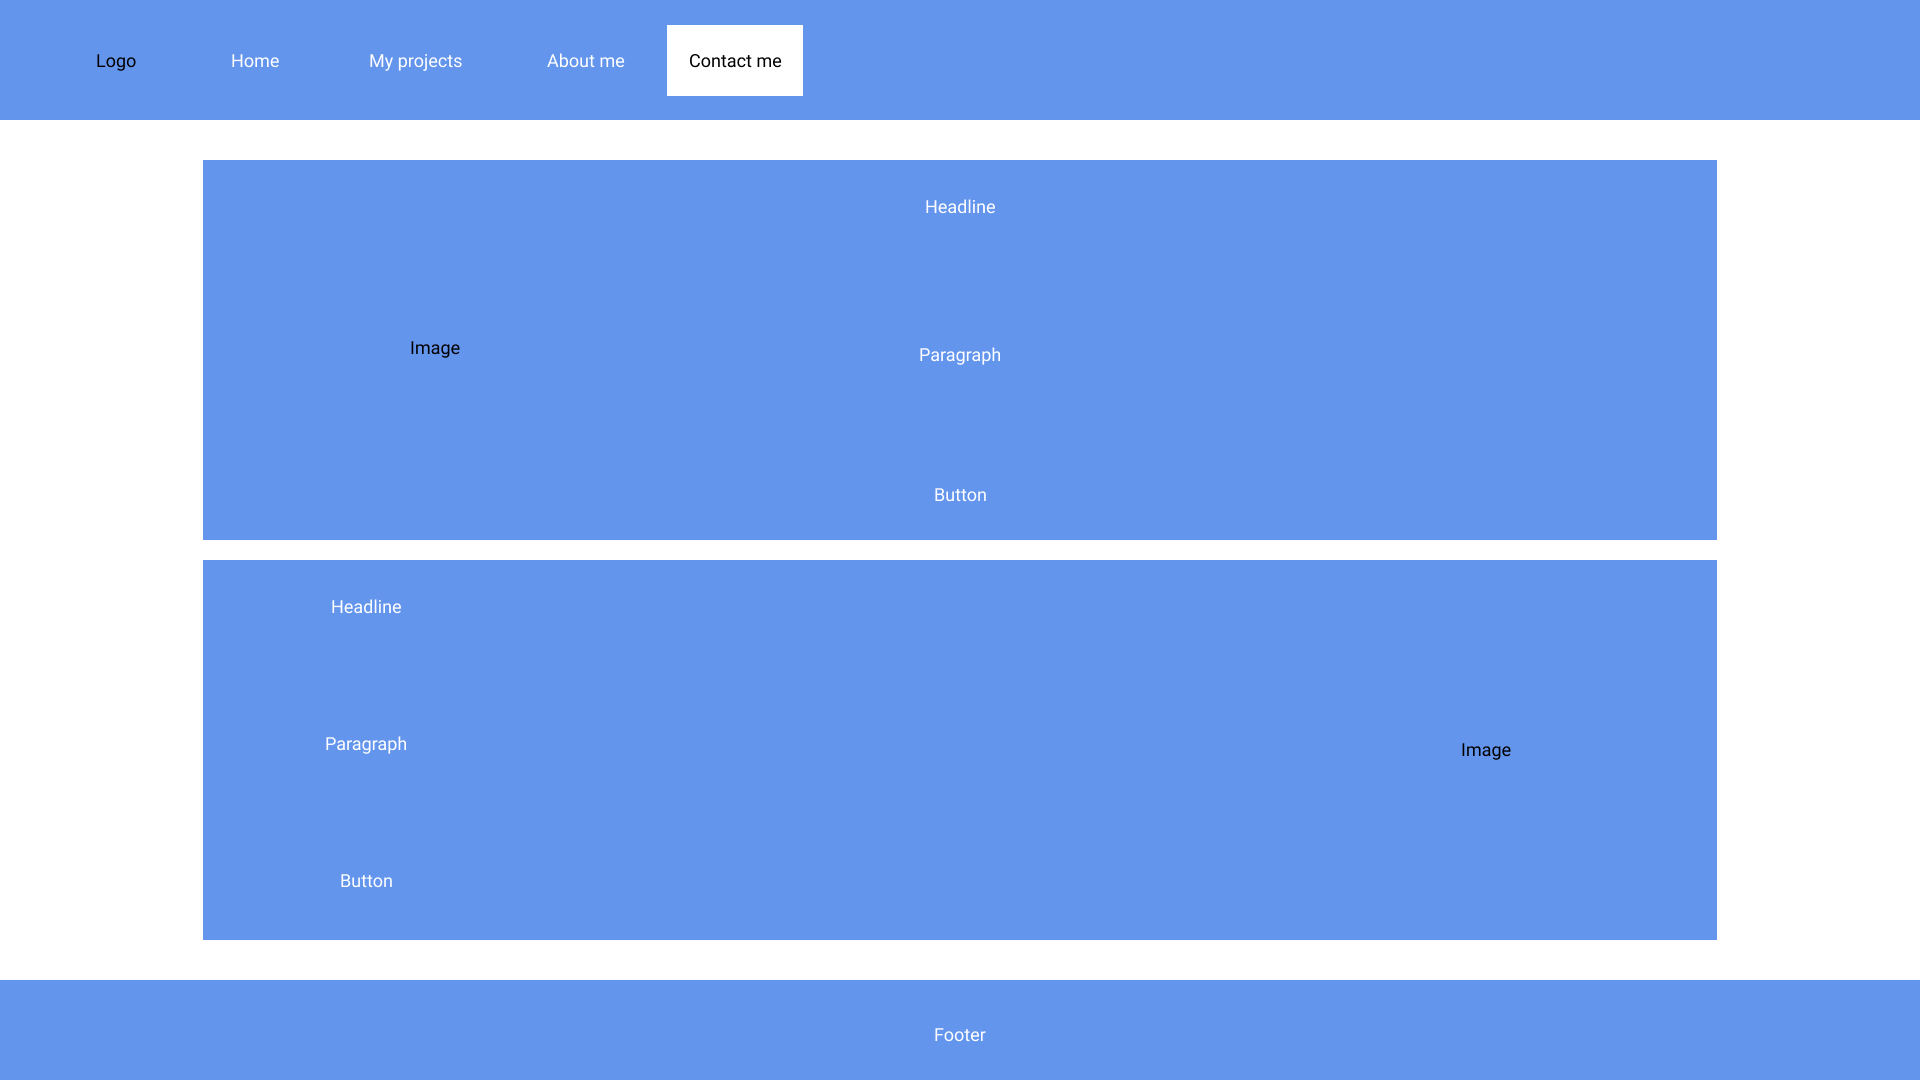 Logo
Home
My projects
About me
Contact me
Headline
Image
Paragraph
Button
Headline
Paragraph
Image
Button
Footer